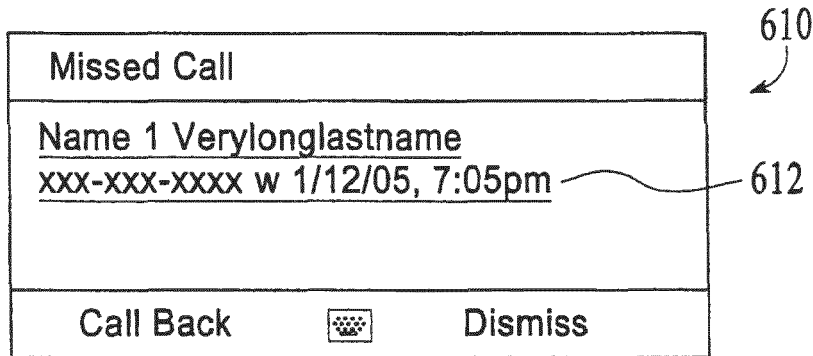 610
Missed Call
Name 1 Verylonglastname
xxx-xxx-xxxx w 1/12/05, 7:05pm
612
Call Back Dismiss